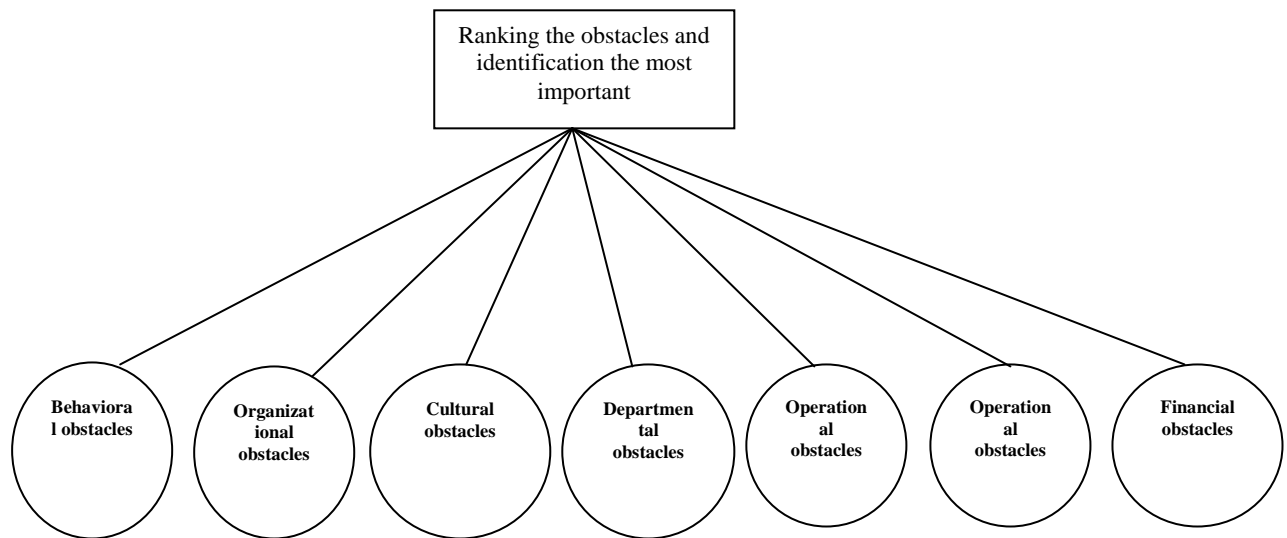 Ranking the obstacles and
identification the most
important
Behaviora
l obstacles
Organizat
ional
obstacles
Cultural
obstacles
Departmen
tal
obstacles
Operation
al
obstacles
Operation
al
obstacles
Financial
obstacles